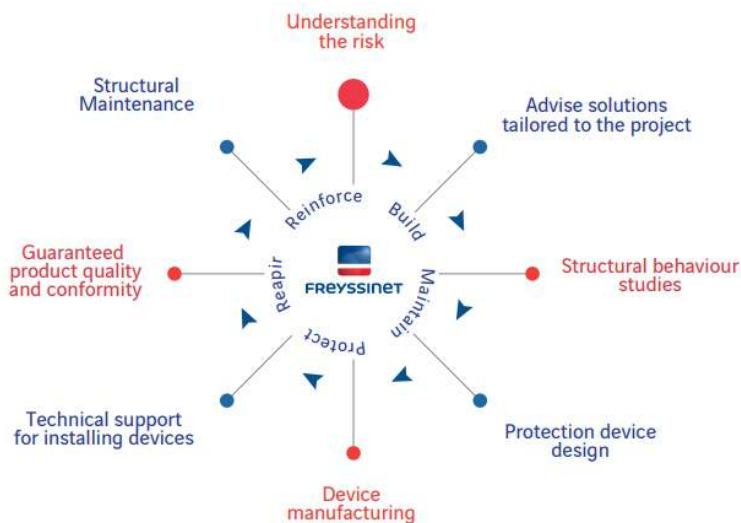 Understanding
the risk
Structural
Maintenance
Advise solutions
tailored to the project
Reinforce
Build
Guaranteed
product quality
and conformity
Reapir
FREYSSINET
Maintain
Structural behaviour
studies
Protect
Technical support
for installing devices
Protection device
design
Device
manufacturing